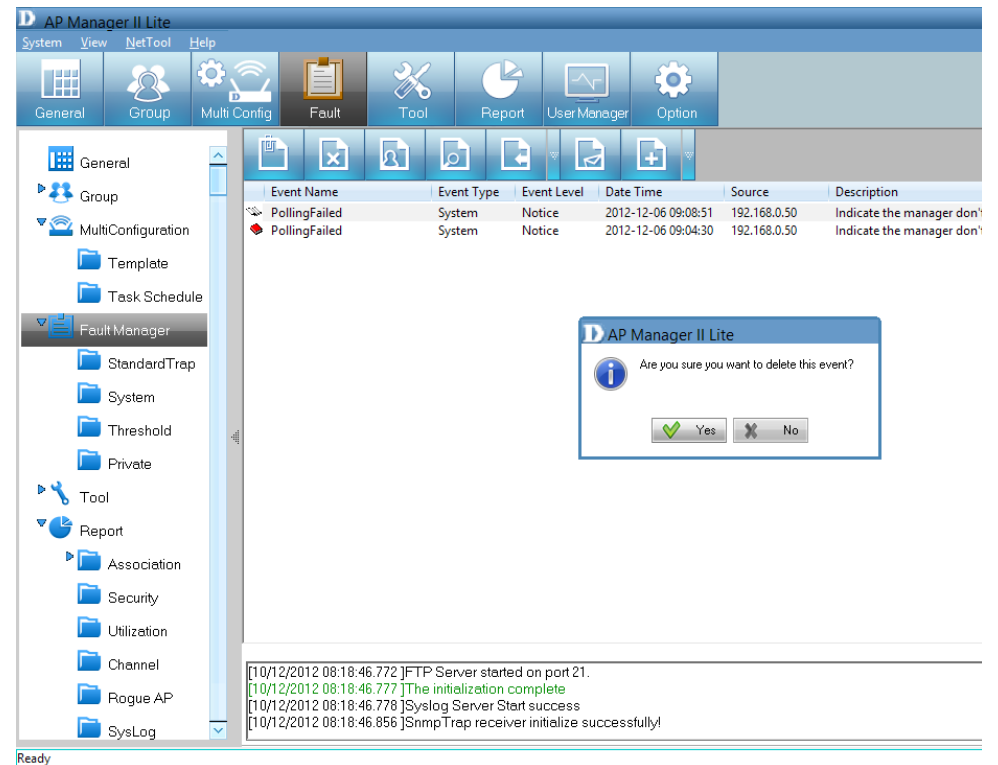 D AP Manager II Lite
System View NetTool Help
General Group Multi Config Fault Tool Report User Manager Option
General
Group
MultiConfiguration
Template
Task Schedule
Fault Manager
StandardTrap
System
Threshold
Private
Tool
Report
Association
Security
Utilization
Channel
Rogue AP
SysLog
Event Name Event Type Event Level Date Time Source Description
PollingFailed System Notice 2012-12-06 09:08:51 192.168.0.50 Indicate the manager don't
PollingFailed System Notice 2012-12-06 09:04:30 192.168.0.50 Indicate the manager don't
D AP Manager II Lite
Are you sure you want to delete this event?
Yes No
[10/12/2012 08:18:46.772 ]FTP Server started on port 21.
[10/12/2012 08:18:46.777 ]The initialization complete
[10/12/2012 08:18:46.778 ]Syslog Server Start success
[10/12/2012 08:18:46.856 ]SnmpTrap receiver initialize successfully!
Ready